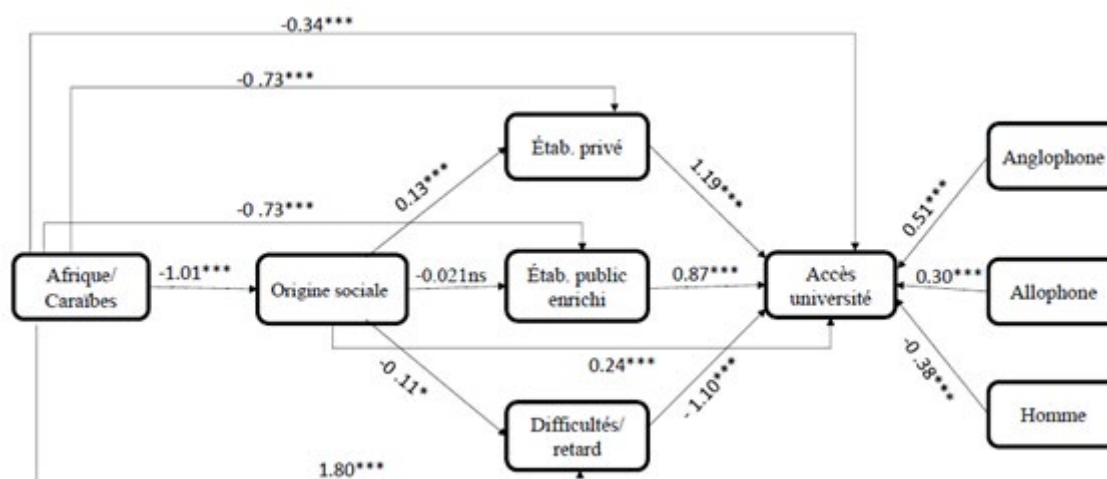 -0.34***
-0 .73***
Étab. privé
Anglophone
0.13***
1.19***
0.51***
-0.73***
Afrique/
Caraïbes
-1.01***
Origine sociale
-0.021ns
Étab. public
enrichi
0.87***
Accès
université
0.30***
Allophone
-0 .11*
0.24***
- 1.10***
-0 .38***
Difficultés/
retard
Homme
1.80***